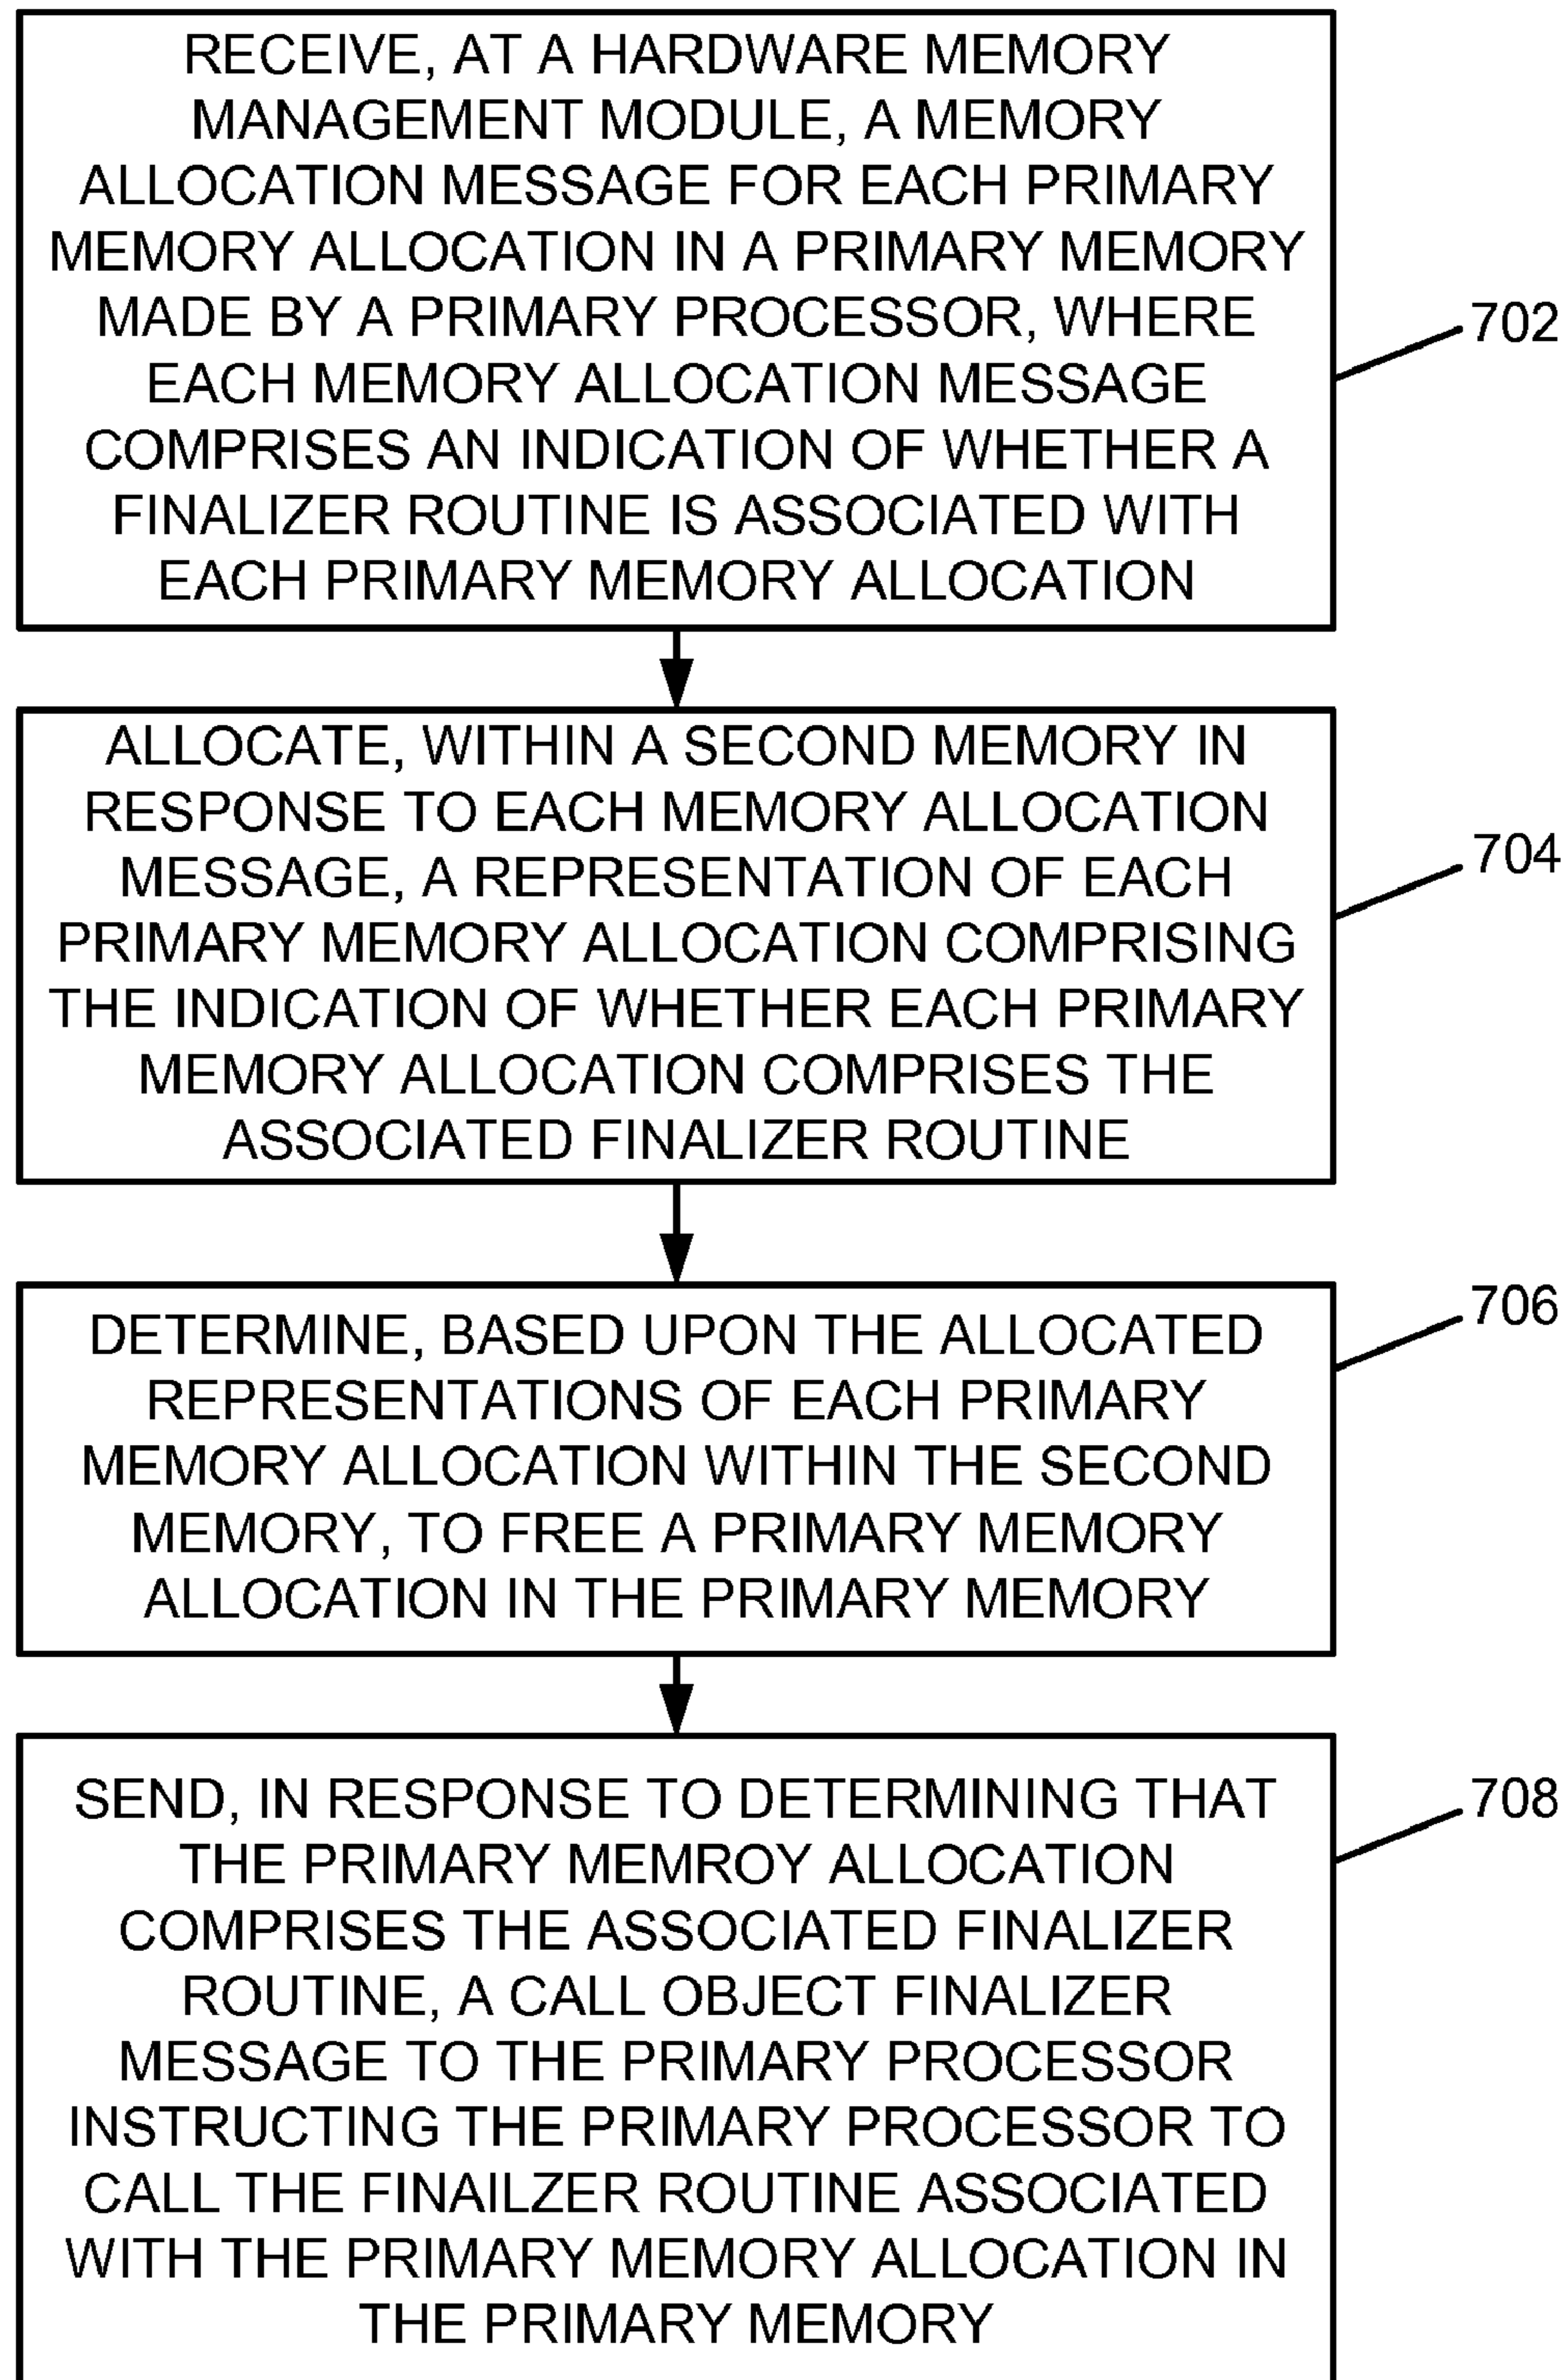 RECEIVE, AT A HARDWARE MEMORY
MANAGEMENT MODULE, A MEMORY
ALLOCATION MESSAGE FOR EACH PRIMARY
MEMORY ALLOCATION IN A PRIMARY MEMORY
MADE BY A PRIMARY PROCESSOR, WHERE
EACH MEMORY ALLOCATION MESSAGE
COMPRISES AN INDICATION OF WHETHER A
FINALIZER ROUTINE IS ASSOCIATED WITH
EACH PRIMARY MEMORY ALLOCATION
702
ALLOCATE, WITHIN A SECOND MEMORY IN
RESPONSE TO EACH MEMORY ALLOCATION
MESSAGE, A REPRESENTATION OF EACH
PRIMARY MEMORY ALLOCATION COMPRISING
THE INDICATION OF WHETHER EACH PRIMARY
MEMORY ALLOCATION COMPRISES THE
ASSOCIATED FINALIZER ROUTINE
704
DETERMINE, BASED UPON THE ALLOCATED
REPRESENTATIONS OF EACH PRIMARY
MEMORY ALLOCATION WITHIN THE SECOND
MEMORY, TO FREE A PRIMARY MEMORY
ALLOCATION IN THE PRIMARY MEMORY
706
SEND, IN RESPONSE TO DETERMINING THAT
THE PRIMARY MEMROY ALLOCATION
COMPRISES THE ASSOCIATED FINALIZER
ROUTINE, A CALL OBJECT FINALIZER
MESSAGE TO THE PRIMARY PROCESSOR
INSTRUCTING THE PRIMARY PROCESSOR TO
CALL THE FINAILZER ROUTINE ASSOCIATED
WITH THE PRIMARY MEMORY ALLOCATION IN
THE PRIMARY MEMORY
708